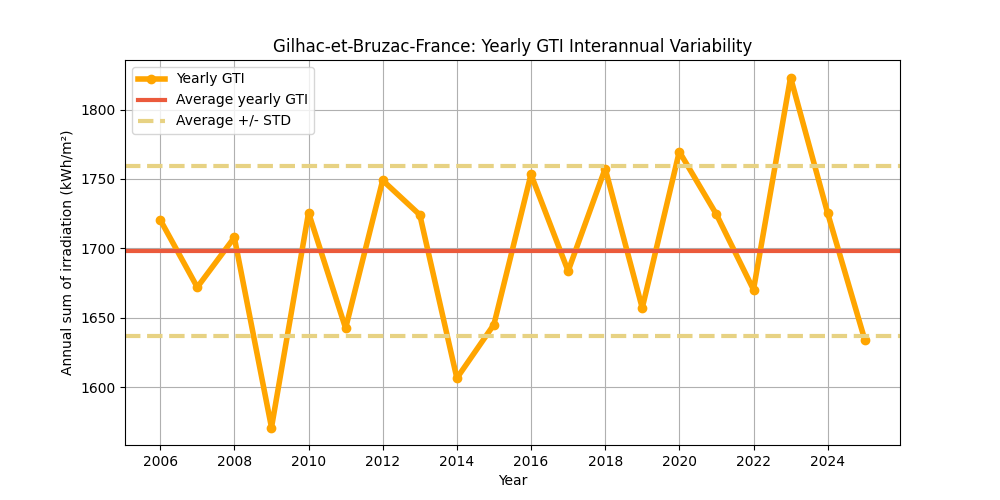 Gilhac-et-Bruzac-France: Yearly GTI Interannual Variability
Yearly GTI
Average yearly GTI
Average +/- STD
Annual sum of irradiation (kWh/m²)
1800
1750
1700
1650
1600
2006 2008 2010 2012 2014 2016 2018 2020 2022 2024
Year